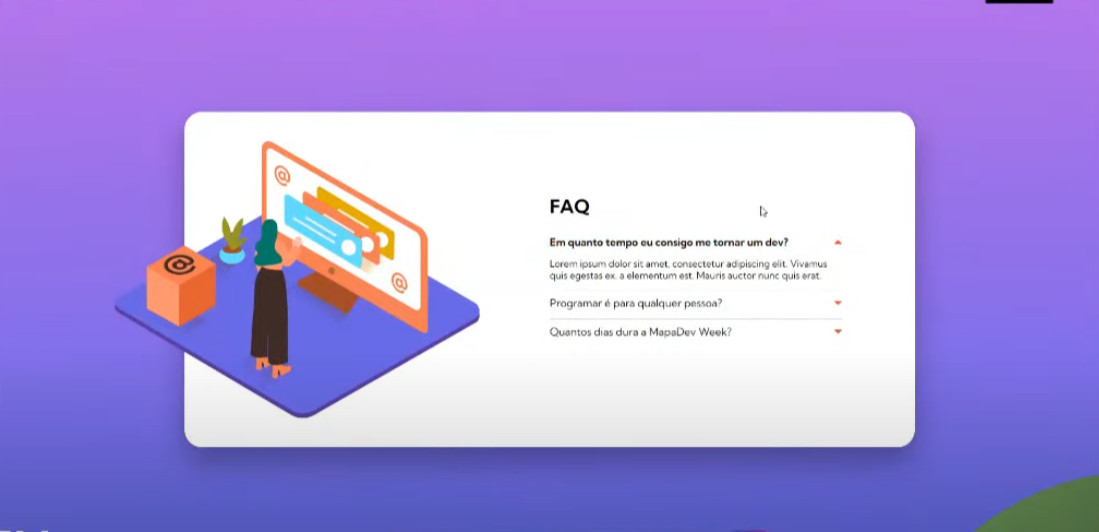 @
@
@
FAQ
Em quanto tempo eu consigo me tornar um dev?
Lorem ipsum dolor sit amet, consectetur adipiscing elit. Vivamus
quis egestas ex, a elementum est. Mauris auctor nunc quis erat.
Programar é para qualquer pessoa?
Quantos dias dura a MapaDev Week?